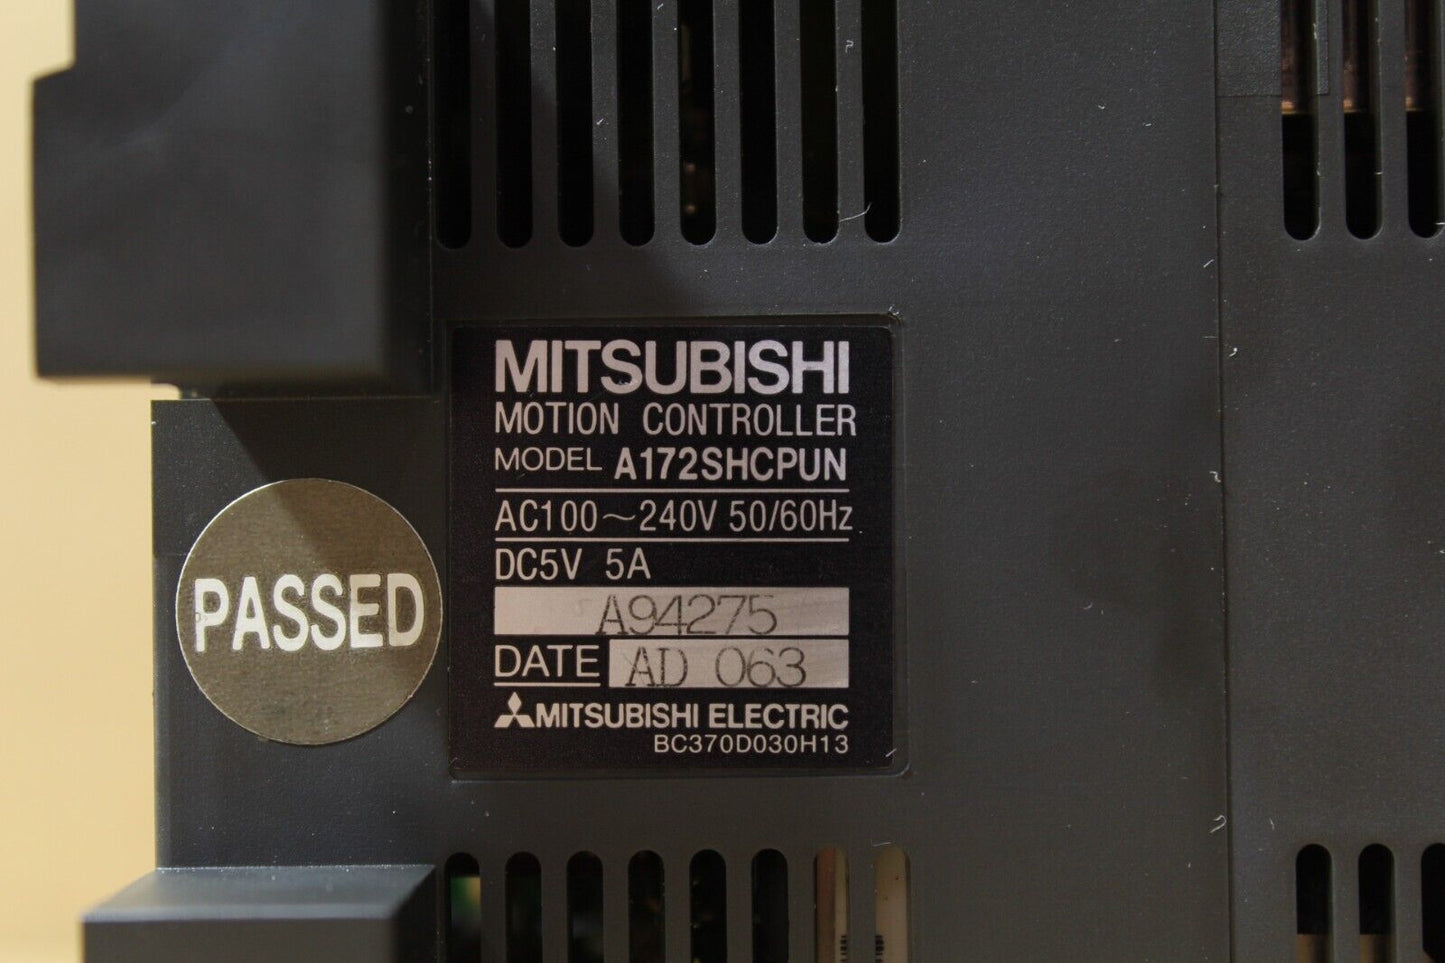 MITSUBISHI
MOTION CONTROLLER
MODEL A172SHCPUN
AC100～240V 50/60Hz
DC5V 5A
A94275
DATE AD 063
MITSUBISHI ELECTRIC
BC370D030H13
PASSED